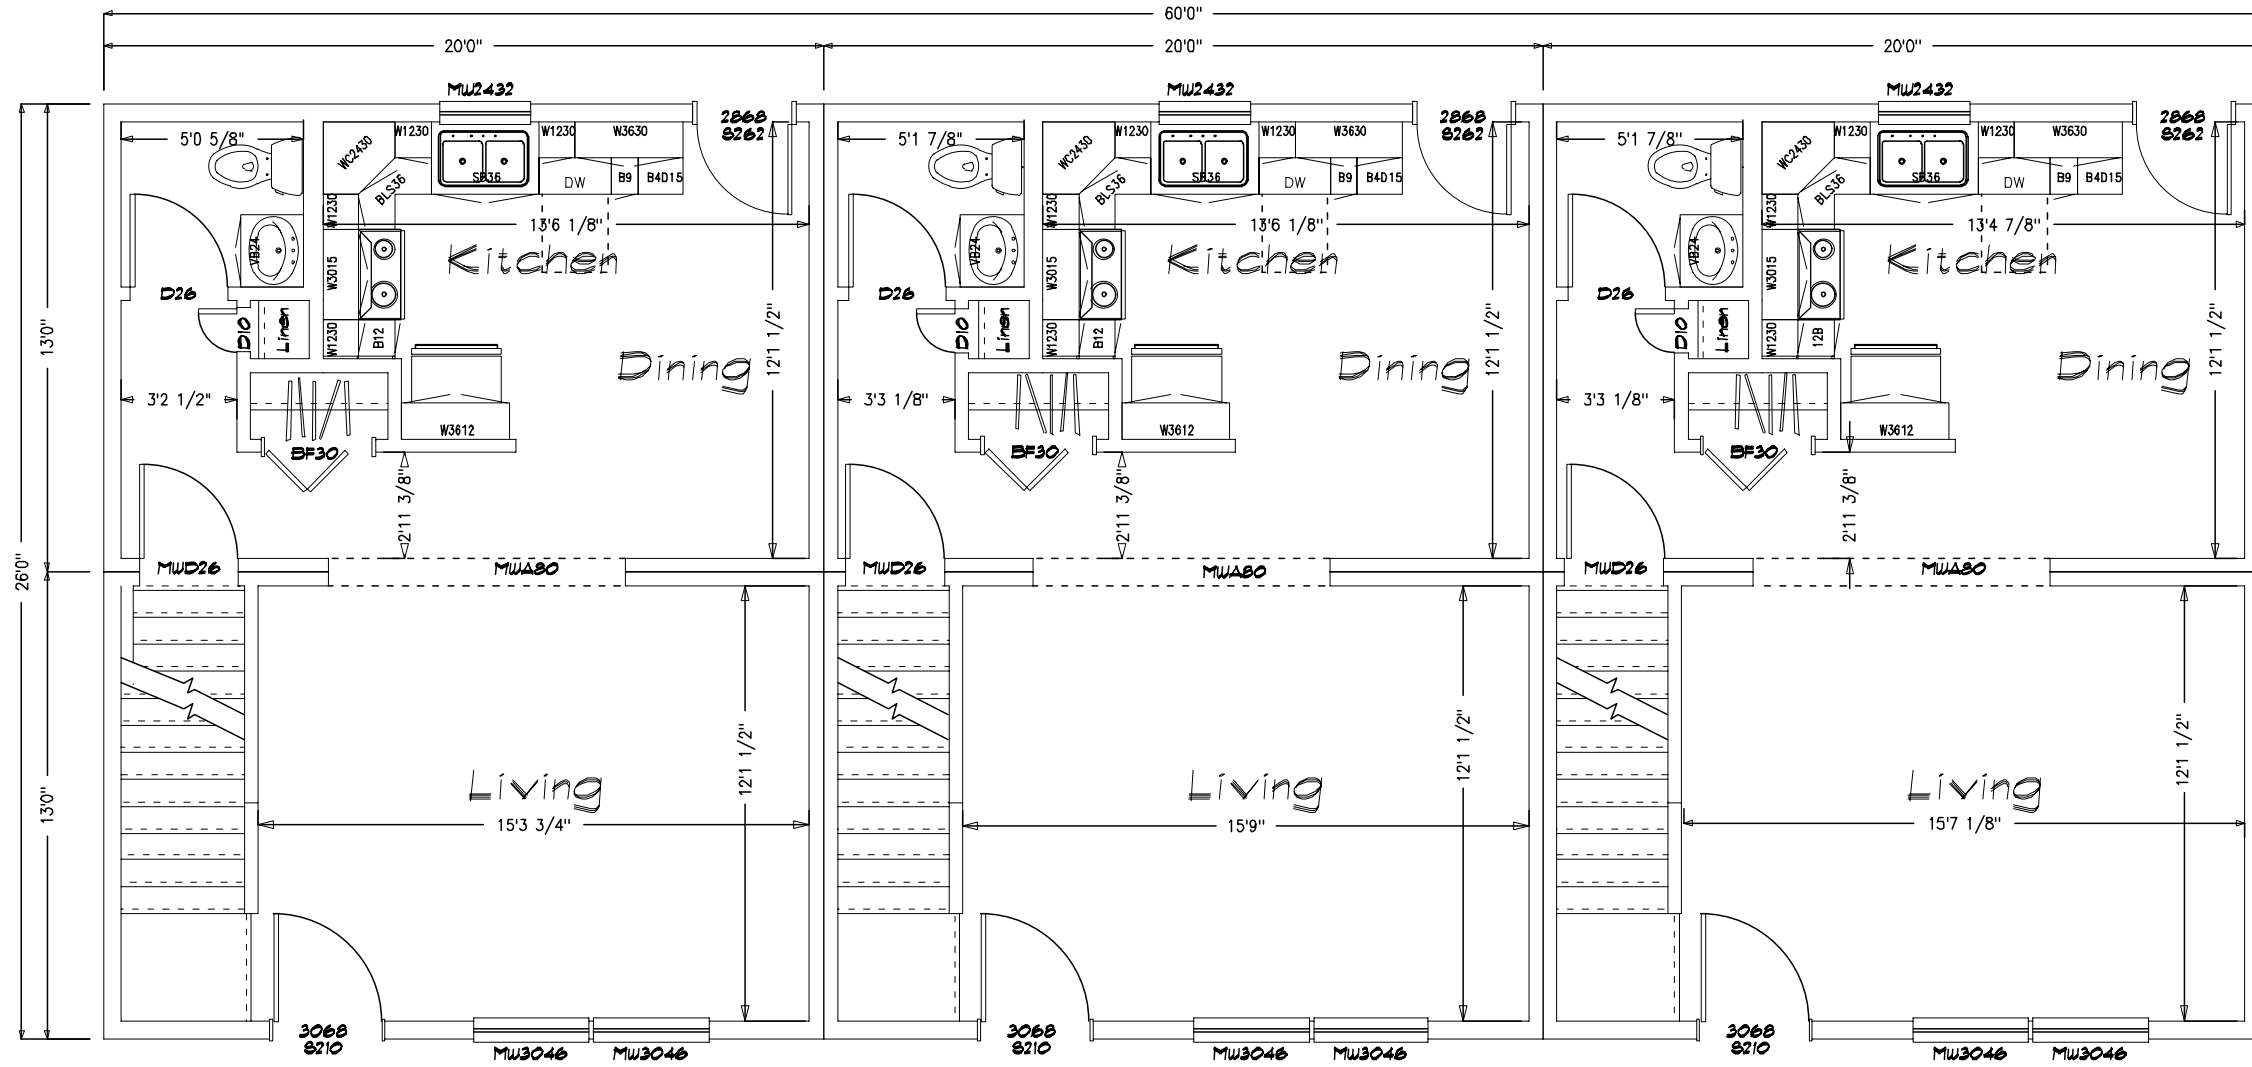 60'0"
20'0" 20'0" 20'0"
MW2432 MW2432 MW2432
2868 2868 2868
S262 S262 S262
5'0 5/8" WC2430 W1230 W1230 W3630 5'1 7/8" WC2430 W1230 W1230 W3630 5'1 7/8" WC2430 W1230 W1230 W3630
BLS36 SB36 DW B9 B4D15 BLS36 SB36 DW B9 B4D15 BLS36 SB36 DW B9 B4D15
W1230 13'6 1/8" W1230 13'6 1/8" W1230 13'4 7/8"
VB24 W3015 Kitchen VB24 W3015 Kitchen VB24 W3015 Kitchen
D26 D26 D26
13'0" D10 Linen W1230 B12 12'1 1/2" D10 Linen W1230 B12 12'1 1/2" D10 Linen W1230 12B 12'1 1/2"
Dining Dining Dining
3'2 1/2" 3'3 1/8" 3'3 1/8"
W3612 W3612 W3612
BF30 BF30 BF30
2'11 3/8" 2'11 3/8" 2'11 3/8"
26'0"
MWD26 MWA80 MWD26 MWA80 MWD26 MWA80
13'0" 12'1 1/2" 12'1 1/2" 12'1 1/2"
Living Living Living
15'3 3/4" 15'9" 15'7 1/8"
3068 3068 3068
S210 S210 S210
MW3046 MW3046 MW3046 MW3046 MW3046 MW3046